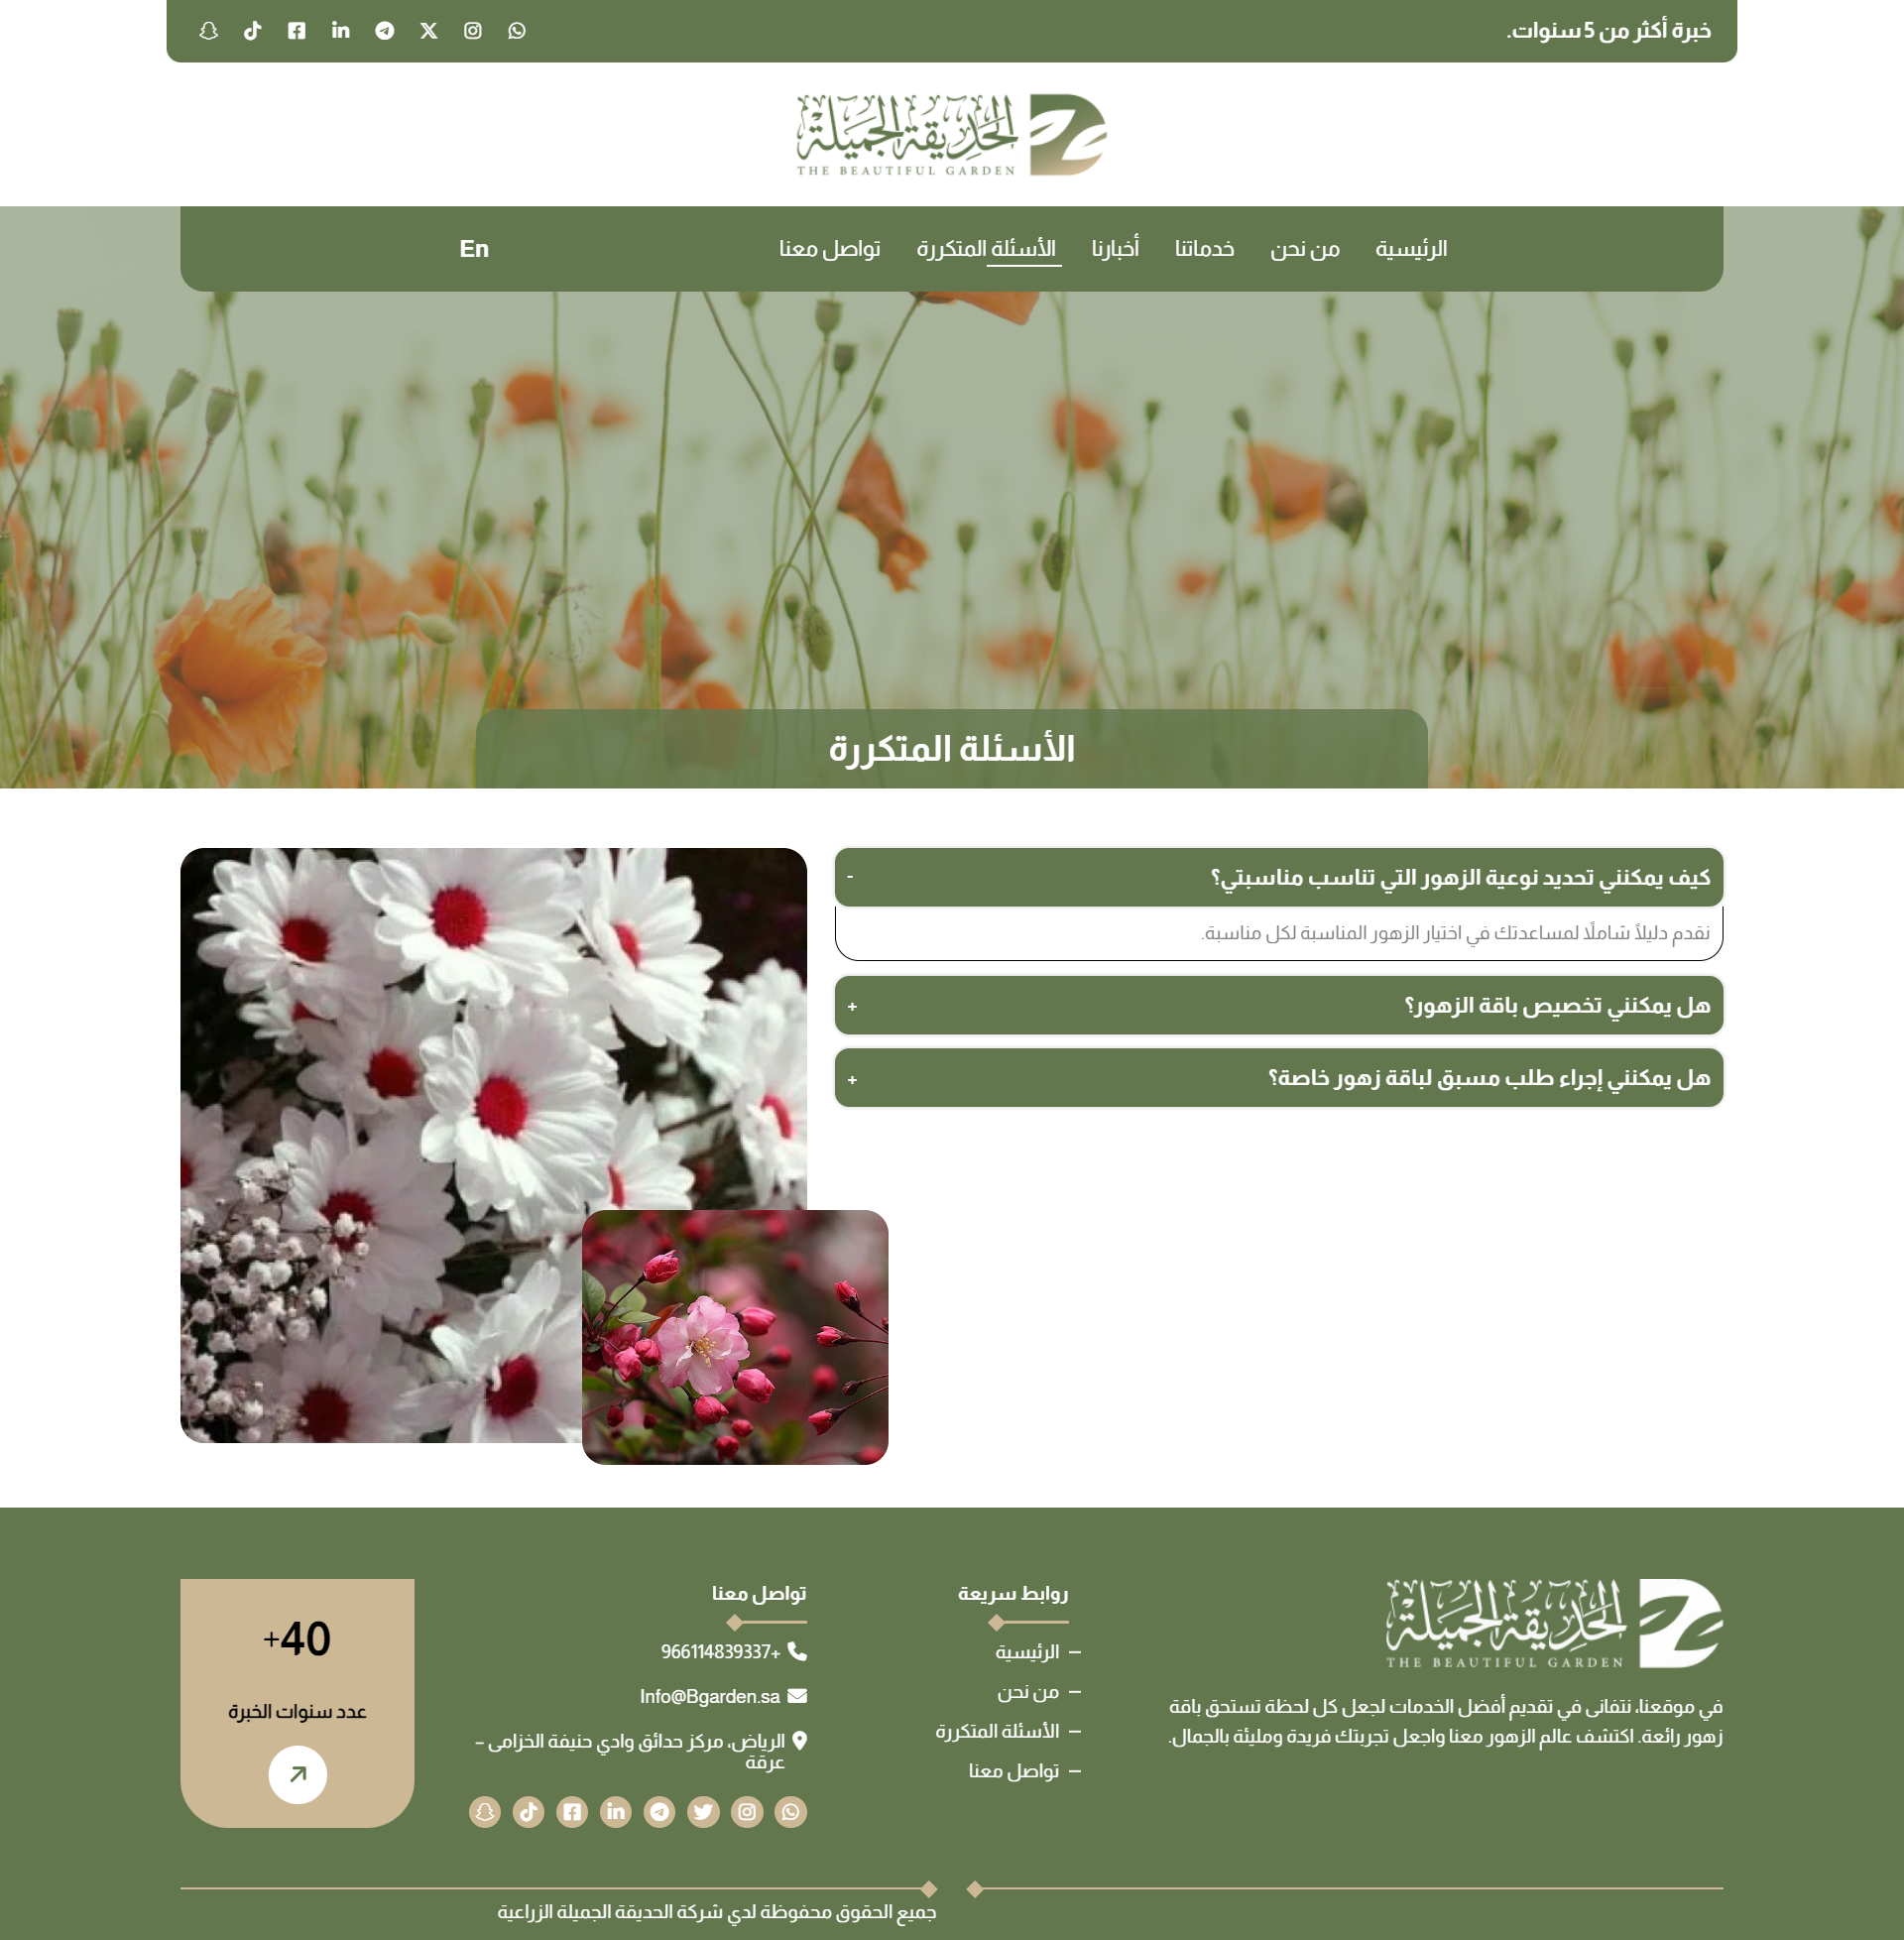 خبرة أكثر من 5 سنوات.
الحديقة الجميلة
THE BEAUTIFUL GARDEN
الرئيسية
من نحن
خدماتنا
أخبارنا
الأسئلة المتكررة
تواصل معنا
En
الأسئلة المتكررة
كيف يمكنني تحديد نوعية الزهور التي تناسب مناسبتي؟
-
نقدم دليلاً شاملاً لمساعدتك في اختيار الزهور المناسبة لكل مناسبة.
هل يمكنني تخصيص باقة الزهور؟
+
هل يمكنني إجراء طلب مسبق لباقة زهور خاصة؟
+
الحديقة الجميلة
THE BEAUTIFUL GARDEN
في موقعنا، نتفانى في تقديم أفضل الخدمات لجعل كل لحظة تستحق باقة
زهور رائعة. اكتشف عالم الزهور معنا واجعل تجربتك فريدة ومليئة بالجمال.
روابط سريعة
الرئيسية
من نحن
الأسئلة المتكررة
تواصل معنا
تواصل معنا
966114839337+
Info@Bgarden.sa
الرياض، مركز حدائق وادي حنيفة الخزامى –
عرقة
+40
عدد سنوات الخبرة
جميع الحقوق محفوظة لدي شركة الحديقة الجميلة الزراعية